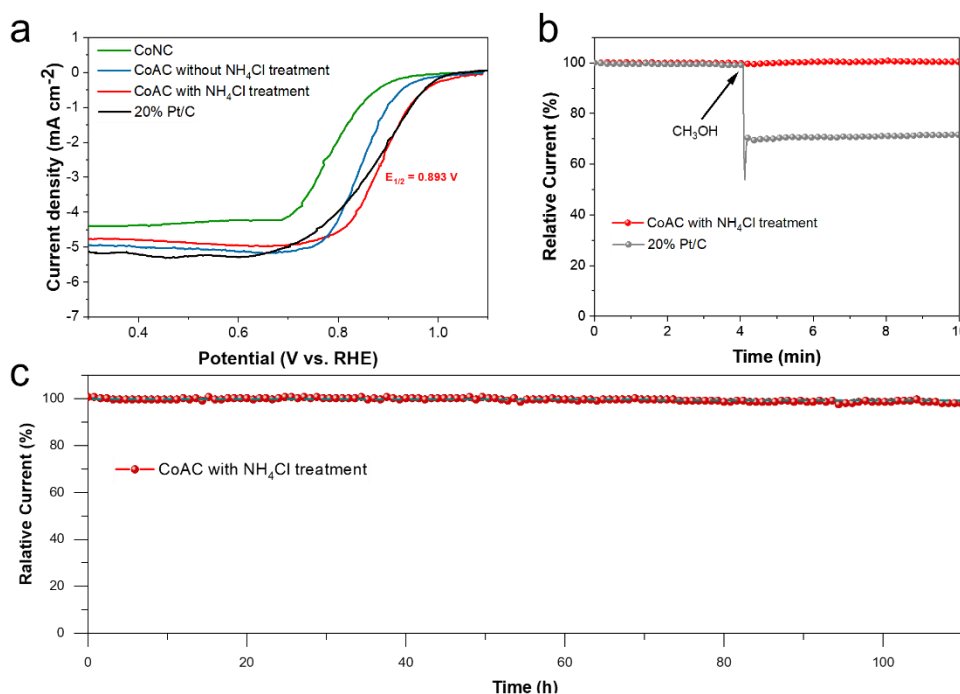 a
1
0
-1
-2
-3
-4
-5
-6
-7
Current density (mA cm-2)
CoNC
CoAC without NH4Cl treatment
CoAC with NH4Cl treatment
20% Pt/C
E1/2 = 0.893 V
0.4
0.6
0.8
1.0
Potential (V vs. RHE)
b
120
100
80
60
40
20
0
Relative Current (%)
CH3OH
CoAC with NH4Cl treatment
20% Pt/C
0
2
4
6
8
10
Time (min)
c
100
80
60
40
20
0
Ralative Current (%)
CoAC with NH4Cl treatment
0
20
40
60
80
100
Time (h)